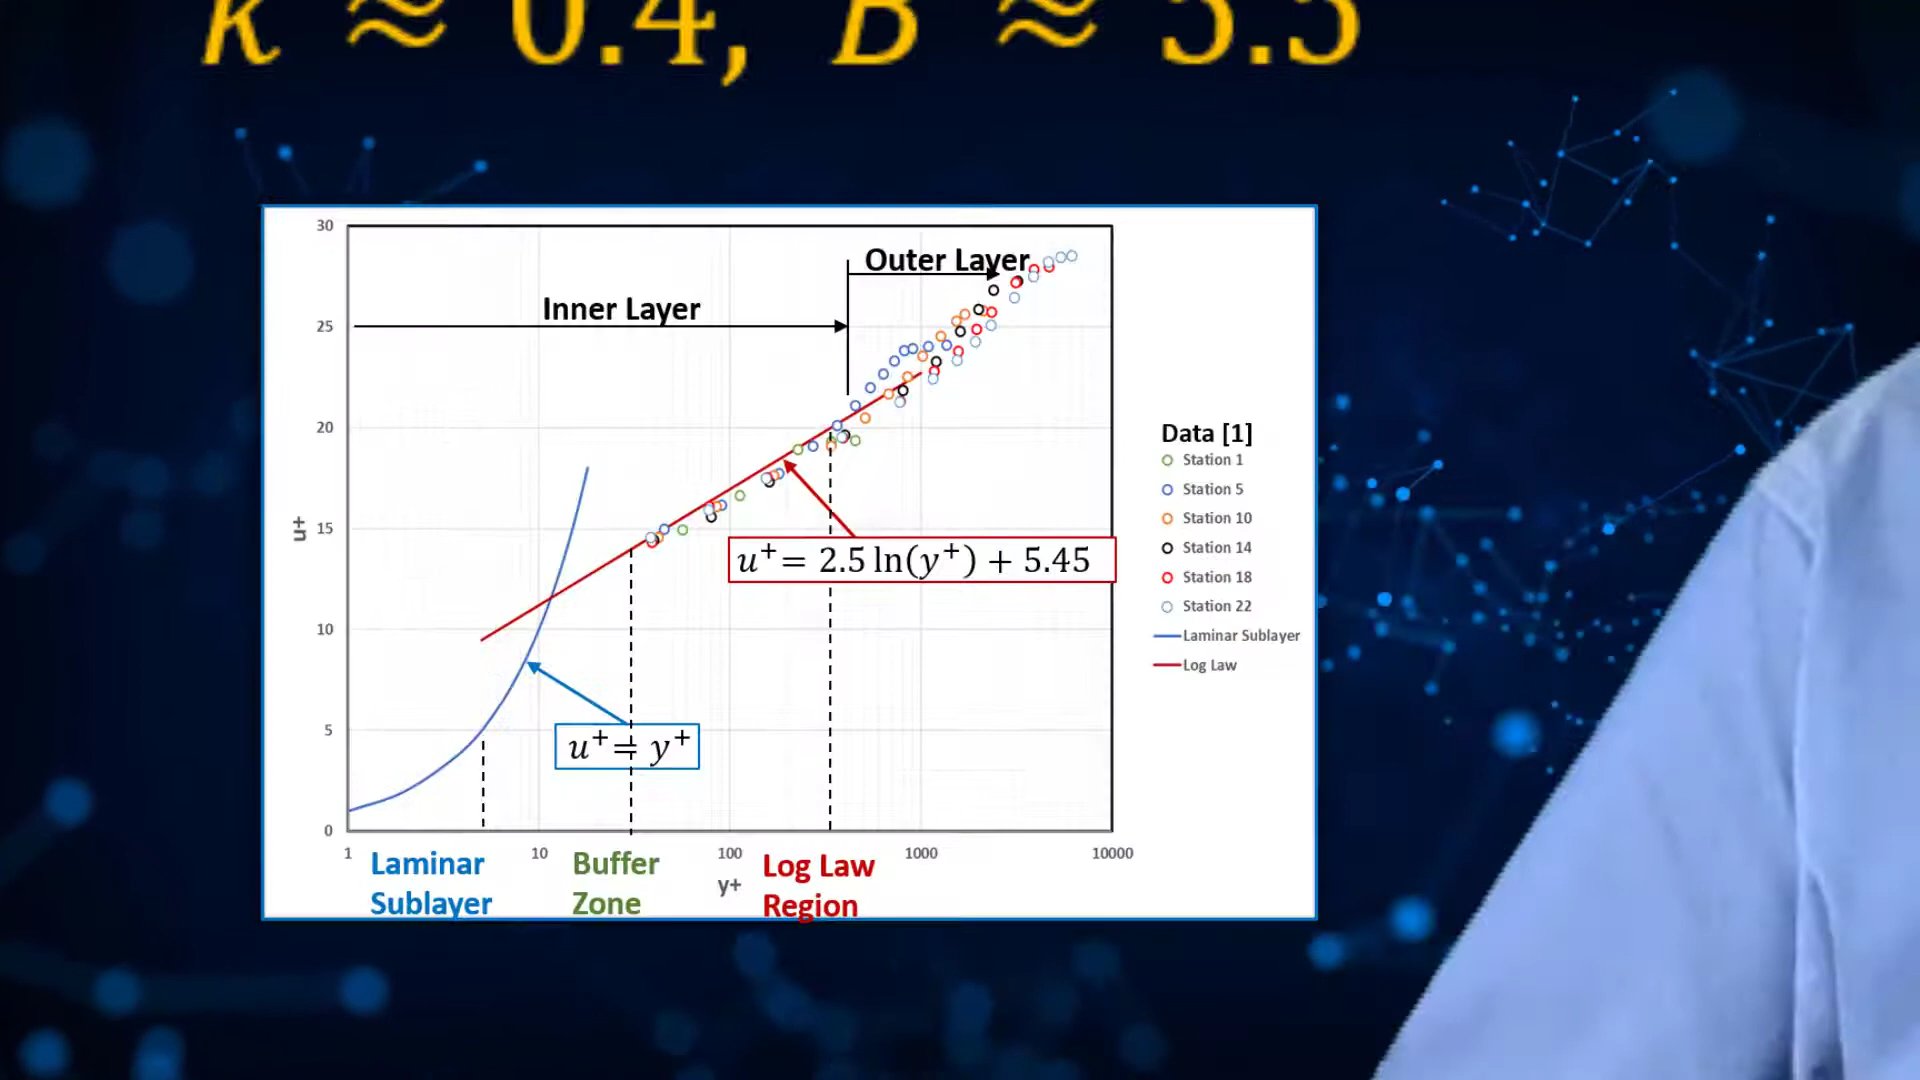 k ≈ 0.4, B ≈ 5.5
30
Outer Layer
Inner Layer
25
20
Data [1]
Station 1
Station 5
u+
15
Station 10
u⁺= 2.5 ln(y⁺) + 5.45
Station 14
Station 18
Station 22
10
Laminar Sublayer
Log Law
5
u⁺= y⁺
0
1 10 100 1000 10000
Laminar
Sublayer
Buffer
Zone
y+
Log Law
Region